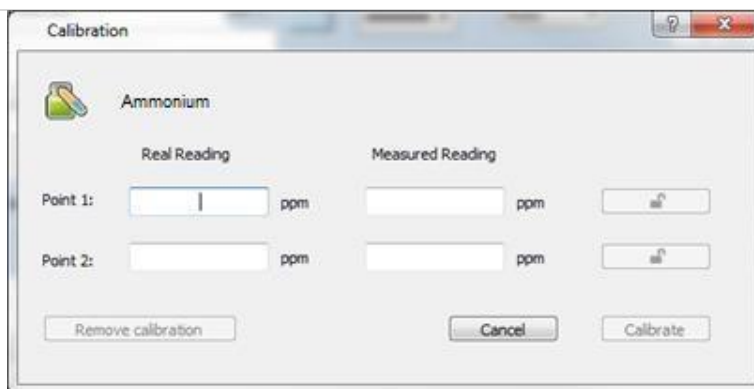 Calibration
?
Ammonium
Real Reading Measured Reading
Point 1: ppm ppm
Point 2: ppm ppm
Remove calibration Cancel Calibrate